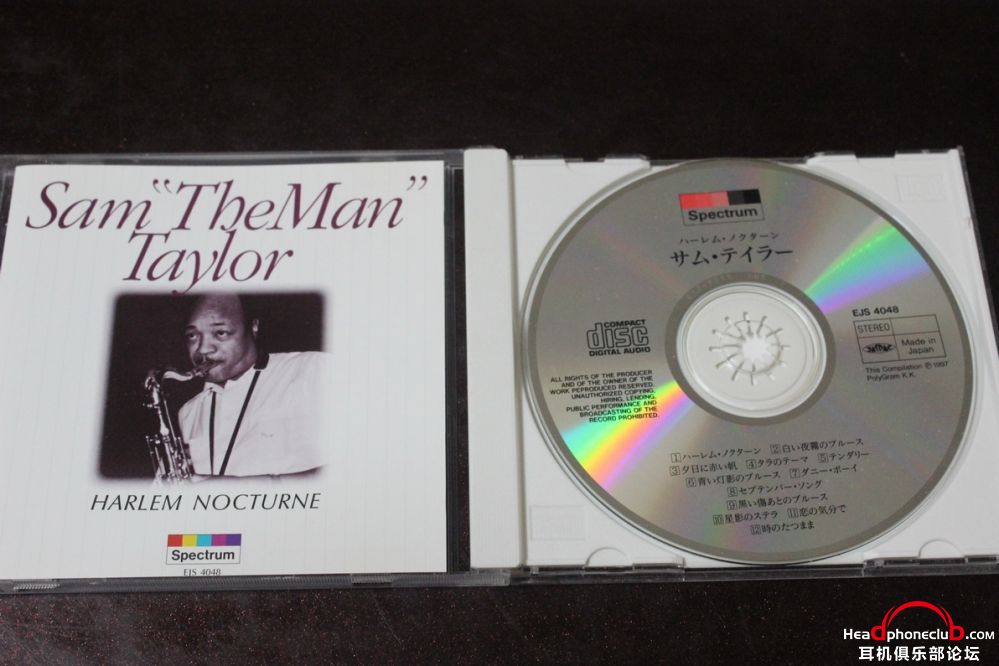 Sam "The Man"
Taylor
HARLEM NOCTURNE
Spectrum
EJS 4048
Spectrum
ハーレム・ノクターン
サム・テイラー
COMPACT
disc
DIGITAL AUDIO
EJS 4048
STEREO
Made in
Japan
This Compilation ℗ 1997
PolyGram K.K.
ALL RIGHTS OF THE PRODUCER
AND OF THE OWNER OF THE
WORK REPRODUCED RESERVED.
UNAUTHORIZED COPYING,
HIRING, LENDING,
PUBLIC PERFORMANCE AND
BROADCASTING OF THE
RECORD PROHIBITED.
1 ハーレム・ノクターン 2 白い夜霧のブルース
3 夕日に赤い帆 4 タラのテーマ 5 テンダリー
6 青い灯影のブルース 7 ダニー・ボーイ
8 セプテンバー・ソング
9 黒い傷あとのブルース
10 星影のステラ 11 恋の気分で
12 時のたつまま
HeadphoneclubD.com
耳机俱乐部论坛